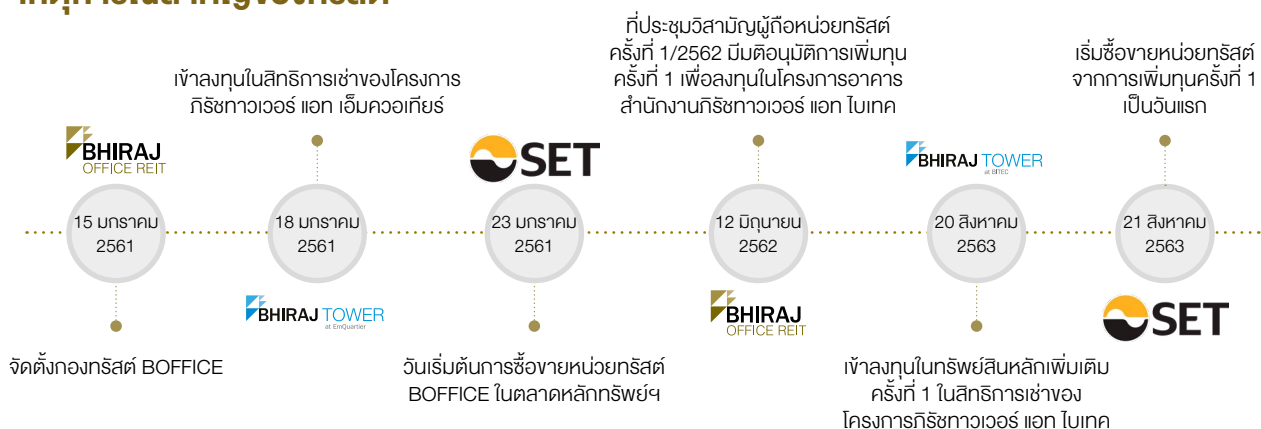 เหตุการณ์สำคัญของทรัสต์
ที่ประชุมวิสามัญผู้ถือหน่วยทรัสต์
ครั้งที่ 1/2562 มีมติอนุมัติการเพิ่มทุน
ครั้งที่ 1 เพื่อลงทุนในโครงการอาคาร
สำนักงานภิรัชทาวเวอร์ แอท ไบเทค
เริ่มซื้อขายหน่วยทรัสต์
จากการเพิ่มทุนครั้งที่ 1
เป็นวันแรก
เข้าลงทุนในสิทธิการเช่าของโครงการ
ภิรัชทาวเวอร์ แอท เอ็มควอเทียร์
BHIRAJ
OFFICE REIT
SET
BHIRAJ TOWER
at BITEC
15 มกราคม
2561
18 มกราคม
2561
23 มกราคม
2561
12 มิถุนายน
2562
20 สิงหาคม
2563
21 สิงหาคม
2563
BHIRAJ TOWER
at EmQuartier
BHIRAJ
OFFICE REIT
SET
จัดตั้งกองทรัสต์ BOFFICE
วันเริ่มต้นการซื้อขายหน่วยทรัสต์
BOFFICE ในตลาดหลักทรัพย์ฯ
เข้าลงทุนในทรัพย์สินหลักเพิ่มเติม
ครั้งที่ 1 ในสิทธิการเช่าของ
โครงการภิรัชทาวเวอร์ แอท ไบเทค